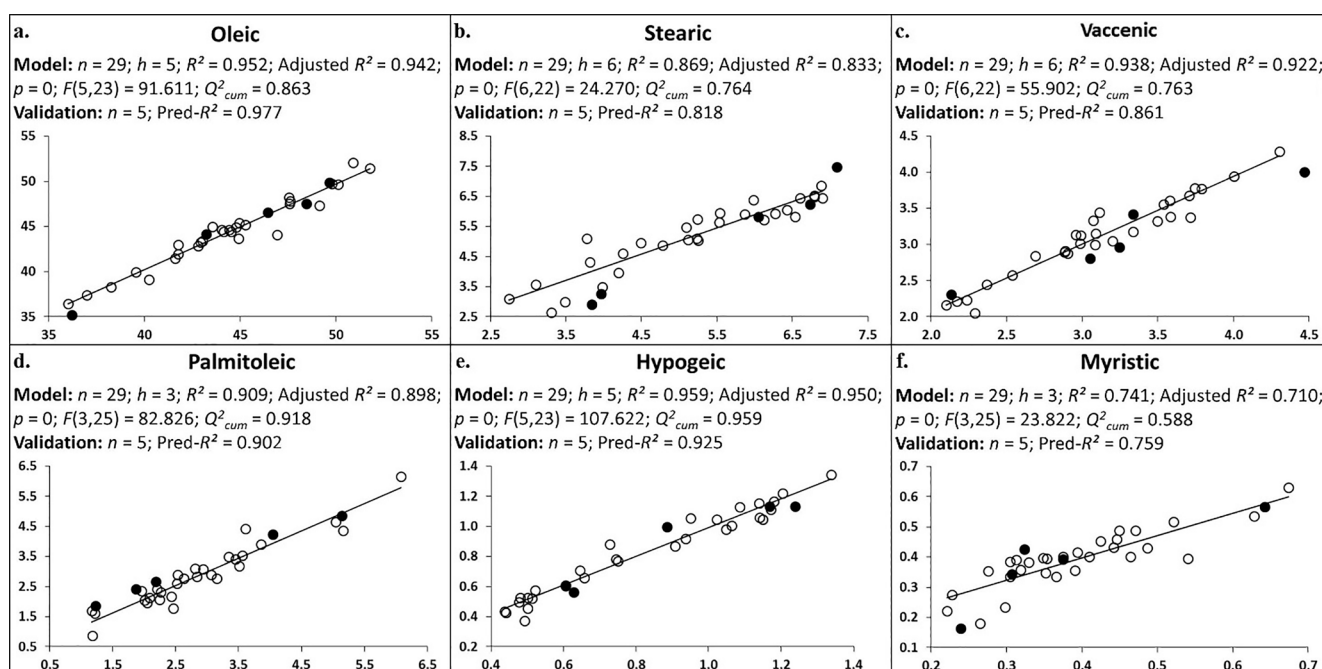 a. Oleic
Model: n = 29; h = 5; R² = 0.952; Adjusted R² = 0.942;
p = 0; F(5,23) = 91.611; Q²cum = 0.863
Validation: n = 5; Pred-R² = 0.977
55
50
45
40
35
35 40 45 50 55
b. Stearic
Model: n = 29; h = 6; R² = 0.869; Adjusted R² = 0.833;
p = 0; F(6,22) = 24.270; Q²cum = 0.764
Validation: n = 5; Pred-R² = 0.818
8.5
7.5
6.5
5.5
4.5
3.5
2.5
2.5 3.5 4.5 5.5 6.5 7.5
c. Vaccenic
Model: n = 29; h = 6; R² = 0.938; Adjusted R² = 0.922;
p = 0; F(6,22) = 55.902; Q²cum = 0.763
Validation: n = 5; Pred-R² = 0.861
4.5
4.0
3.5
3.0
2.5
2.0
2.0 2.5 3.0 3.5 4.0 4.5
d. Palmitoleic
Model: n = 29; h = 3; R² = 0.909; Adjusted R² = 0.898;
p = 0; F(3,25) = 82.826; Q²cum = 0.918
Validation: n = 5; Pred-R² = 0.902
6.5
5.5
4.5
3.5
2.5
1.5
0.5
0.5 1.5 2.5 3.5 4.5 5.5 6.5
e. Hypogeic
Model: n = 29; h = 5; R² = 0.959; Adjusted R² = 0.950;
p = 0; F(5,23) = 107.622; Q²cum = 0.959
Validation: n = 5; Pred-R² = 0.925
1.4
1.2
1.0
0.8
0.6
0.4
0.2
0.4 0.6 0.8 1.0 1.2 1.4
f. Myristic
Model: n = 29; h = 3; R² = 0.741; Adjusted R² = 0.710;
p = 0; F(3,25) = 23.822; Q²cum = 0.588
Validation: n = 5; Pred-R² = 0.759
0.7
0.6
0.5
0.4
0.3
0.2
0.1
0.2 0.3 0.4 0.5 0.6 0.7